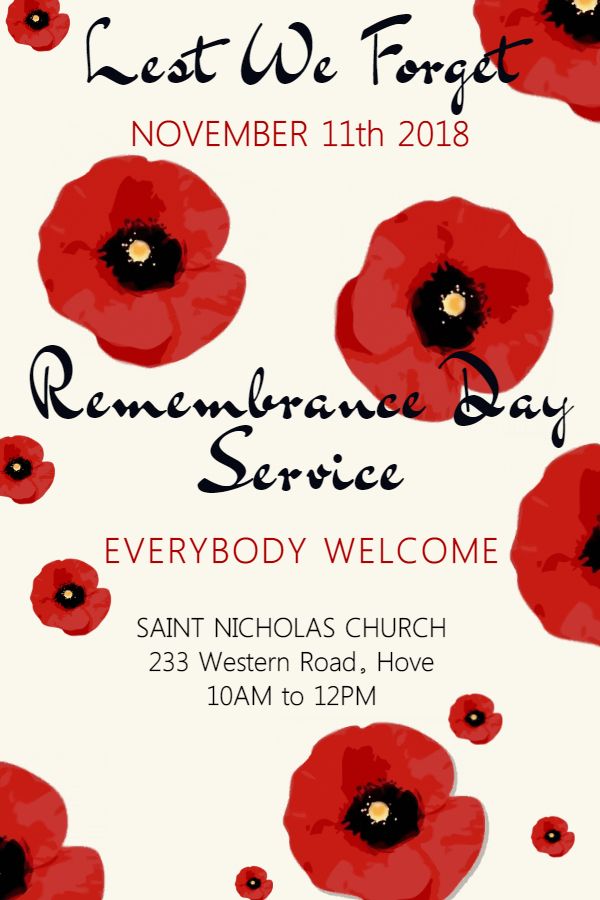 Lest We Forget
NOVEMBER 11th 2018
Remembrance Day
Service
EVERYBODY WELCOME
SAINT NICHOLAS CHURCH
233 Western Road, Hove
10AM to 12PM